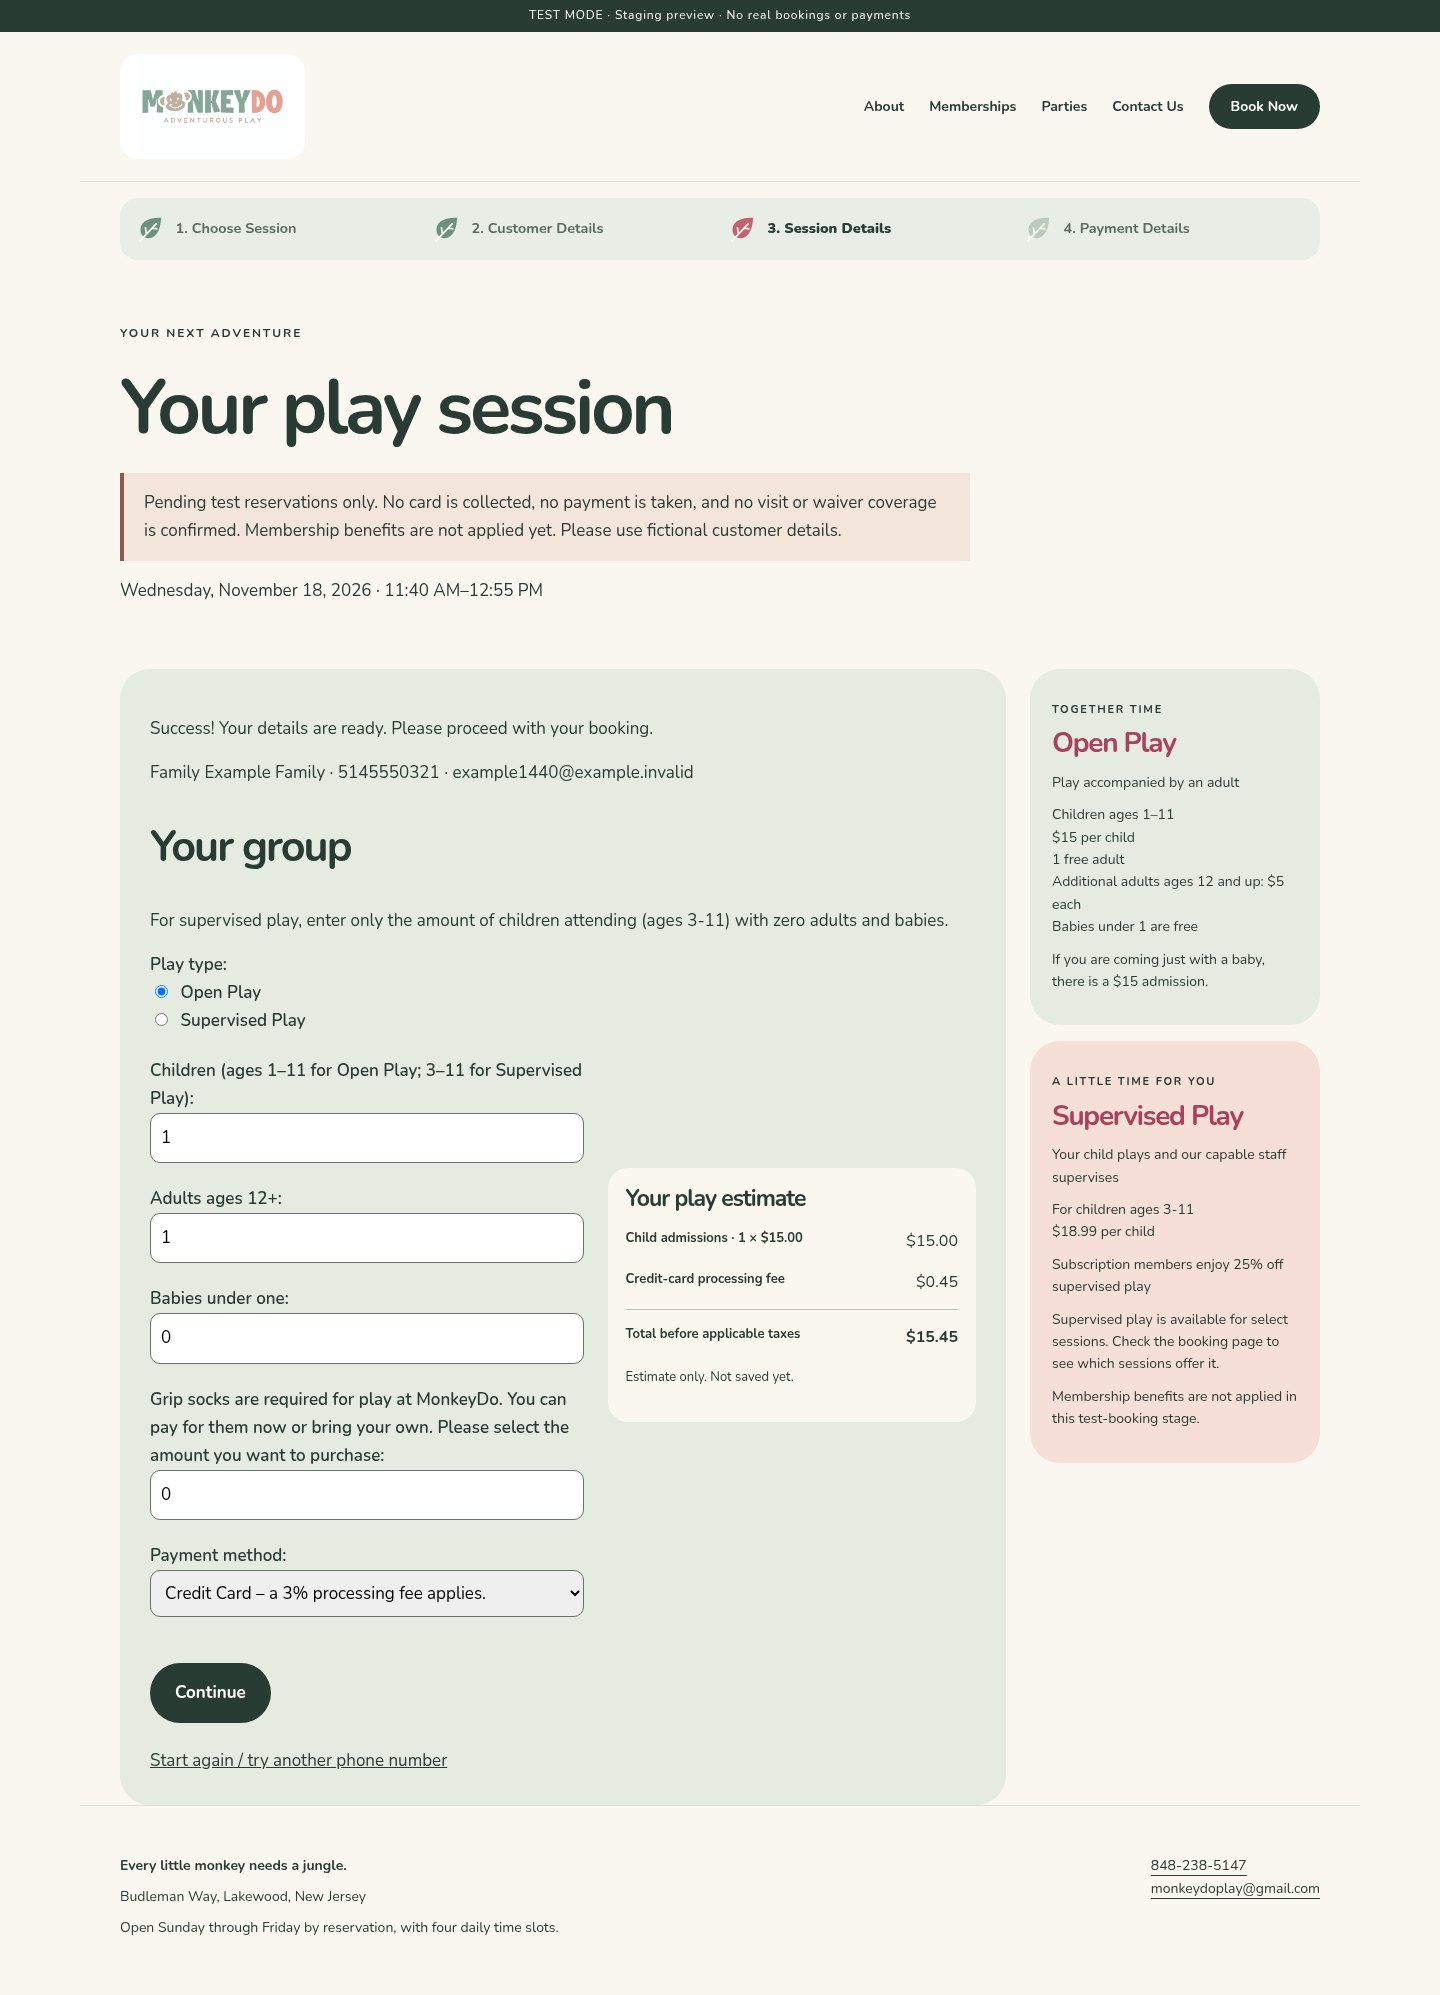 TEST MODE · Staging preview · No real bookings or payments
MONKEYDO
ADVENTUROUS PLAY
About
Memberships
Parties
Contact Us
Book Now
1. Choose Session
2. Customer Details
3. Session Details
4. Payment Details
YOUR NEXT ADVENTURE
Your play session
Pending test reservations only. No card is collected, no payment is taken, and no visit or waiver coverage
is confirmed. Membership benefits are not applied yet. Please use fictional customer details.
Wednesday, November 18, 2026 · 11:40 AM–12:55 PM
Success! Your details are ready. Please proceed with your booking.
Family Example Family · 5145550321 · example1440@example.invalid
Your group
For supervised play, enter only the amount of children attending (ages 3-11) with zero adults and babies.
Play type:
Open Play
Supervised Play
Children (ages 1–11 for Open Play; 3–11 for Supervised
Play):
1
Adults ages 12+:
1
Babies under one:
0
Grip socks are required for play at MonkeyDo. You can
pay for them now or bring your own. Please select the
amount you want to purchase:
0
Payment method:
Credit Card – a 3% processing fee applies.
Continue
Start again / try another phone number
Your play estimate
Child admissions · 1 × $15.00 $15.00
Credit-card processing fee $0.45
Total before applicable taxes $15.45
Estimate only. Not saved yet.
TOGETHER TIME
Open Play
Play accompanied by an adult
Children ages 1–11
$15 per child
1 free adult
Additional adults ages 12 and up: $5
each
Babies under 1 are free
If you are coming just with a baby,
there is a $15 admission.
A LITTLE TIME FOR YOU
Supervised Play
Your child plays and our capable staff
supervises
For children ages 3-11
$18.99 per child
Subscription members enjoy 25% off
supervised play
Supervised play is available for select
sessions. Check the booking page to
see which sessions offer it.
Membership benefits are not applied in
this test-booking stage.
Every little monkey needs a jungle.
Budleman Way, Lakewood, New Jersey
Open Sunday through Friday by reservation, with four daily time slots.
848-238-5147
monkeydoplay@gmail.com